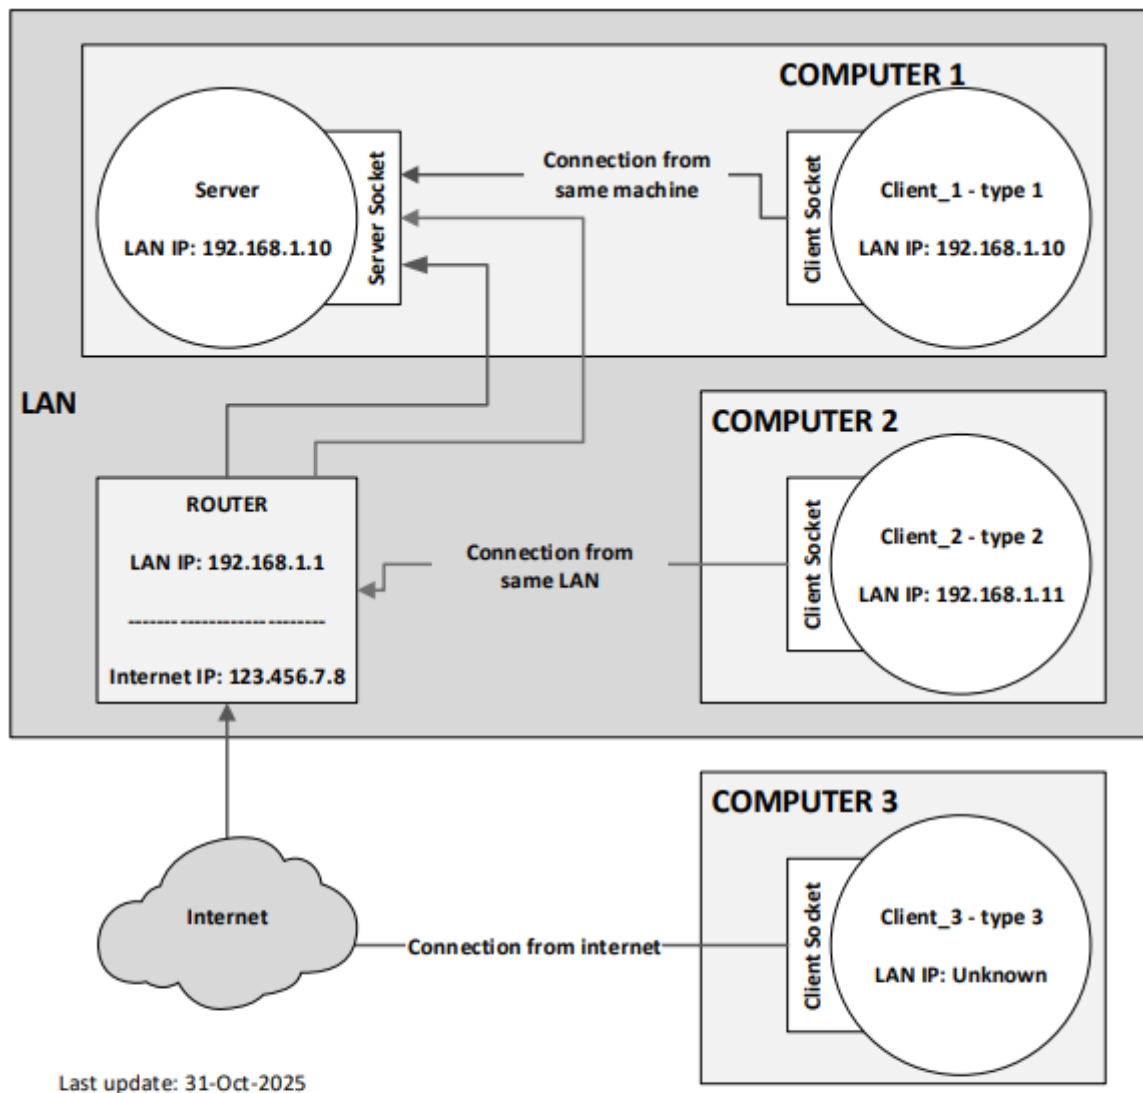 COMPUTER 1
Server
LAN IP: 192.168.1.10
Server Socket
Connection from
same machine
Client Socket
Client_1 - type 1
LAN IP: 192.168.1.10
LAN
COMPUTER 2
ROUTER
LAN IP: 192.168.1.1
---------------------------
Internet IP: 123.456.7.8
Connection from
same LAN
Client Socket
Client_2 - type 2
LAN IP: 192.168.1.11
COMPUTER 3
Internet
Connection from internet
Client Socket
Client_3 - type 3
LAN IP: Unknown
Last update: 31-Oct-2025